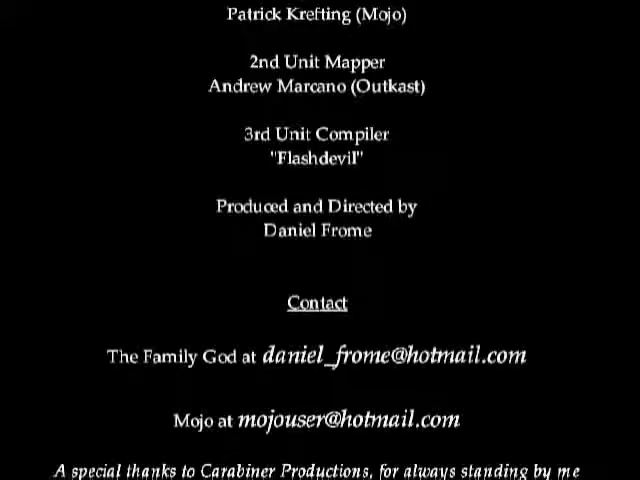 Patrick Krefting (Mojo)
2nd Unit Mapper
Andrew Marcano (Outkast)
3rd Unit Compiler
"Flashdevil"
Produced and Directed by
Daniel Frome
Contact
The Family God at daniel_frome@hotmail.com
Mojo at mojouser@hotmail.com
A special thanks to Carabiner Productions, for always standing by me